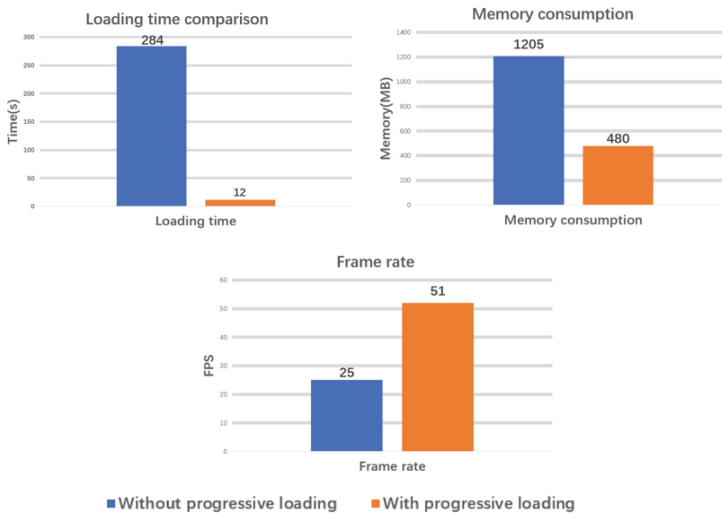 Loading time comparison
300
250
200
150
100
50
0
Time(s)
284
12
Loading time
Memory consumption
1400
1200
1000
800
600
400
200
0
Memory(MB)
1205
480
Memory consumption
Frame rate
60
50
40
30
20
10
0
FPS
25
51
Frame rate
Without progressive loading
With progressive loading